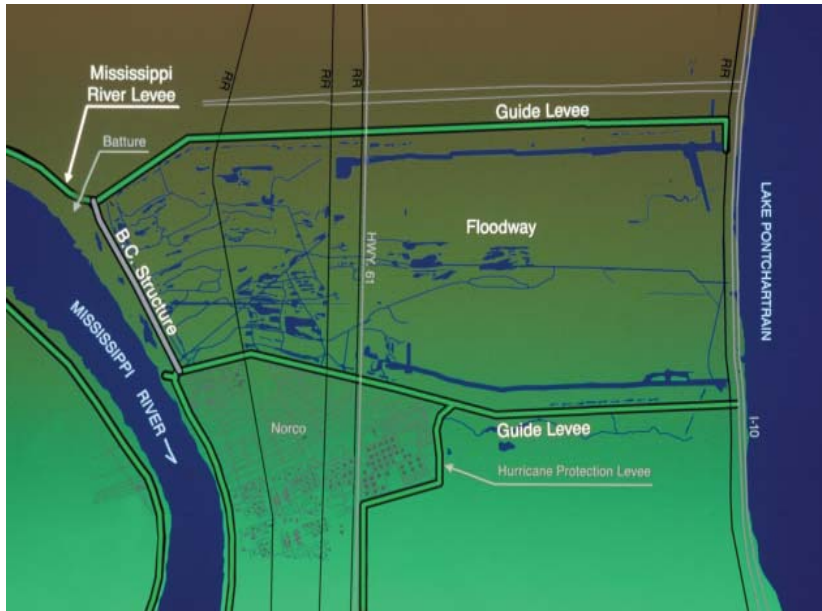 RR
RR
RR
RR
Mississippi
River Levee
Guide Levee
Batture
Floodway
HWY. 61
LAKE PONTCHARTRAIN
B.C. Structure
MISSISSIPPI
RIVER
Norco
Guide Levee
I-10
Hurricane Protection Levee